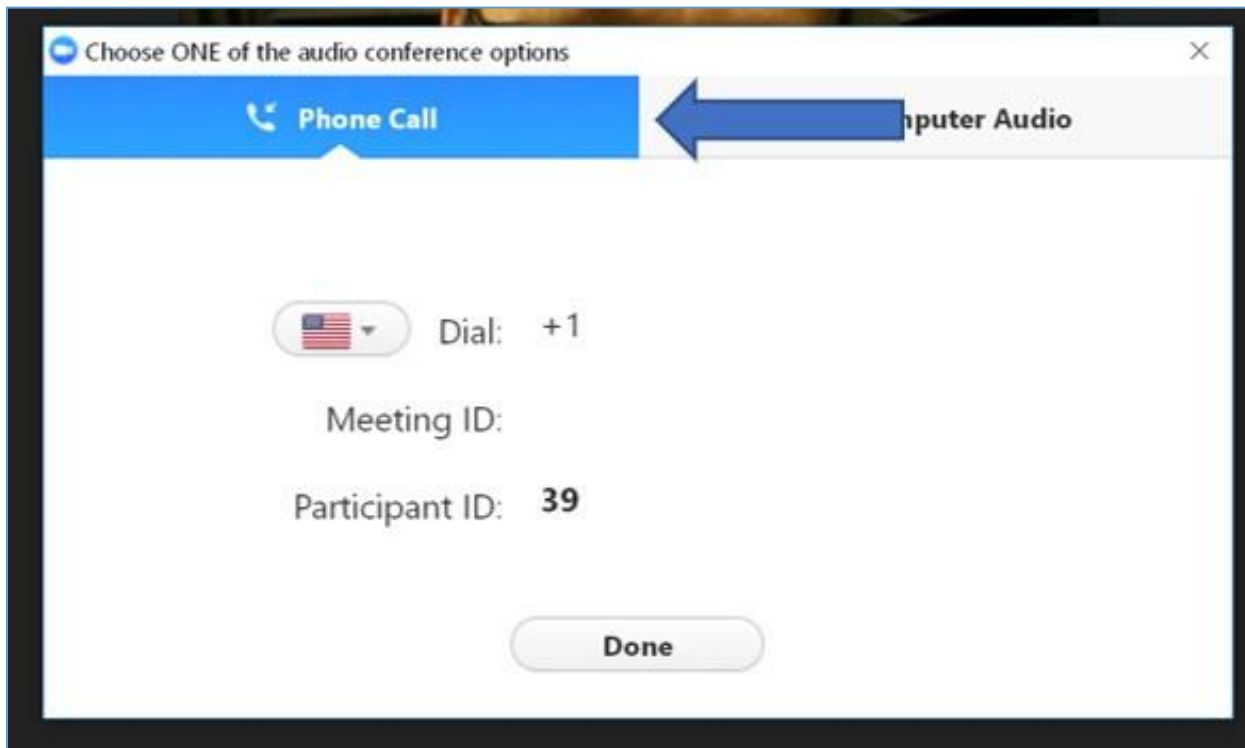 Choose ONE of the audio conference options
Phone Call
Audio
Dial: +1
Meeting ID:
Participant ID: 39
Done